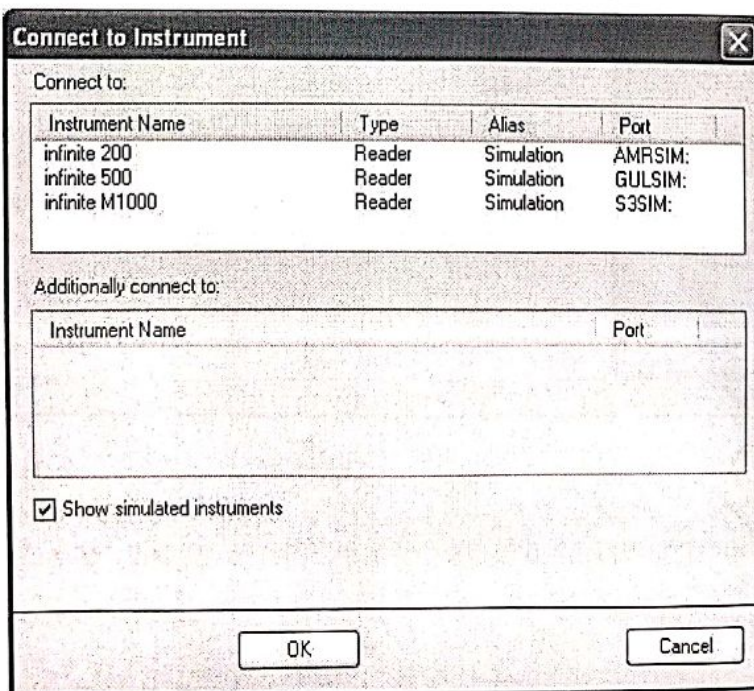 Connect to Instrument
Connect to:
Instrument Name Type Alias Port
infinite 200 Reader Simulation AMRSIM:
infinite 500 Reader Simulation GULSIM:
infinite M1000 Reader Simulation S3SIM:
Additionally connect to:
Instrument Name Port
Show simulated instruments
OK Cancel